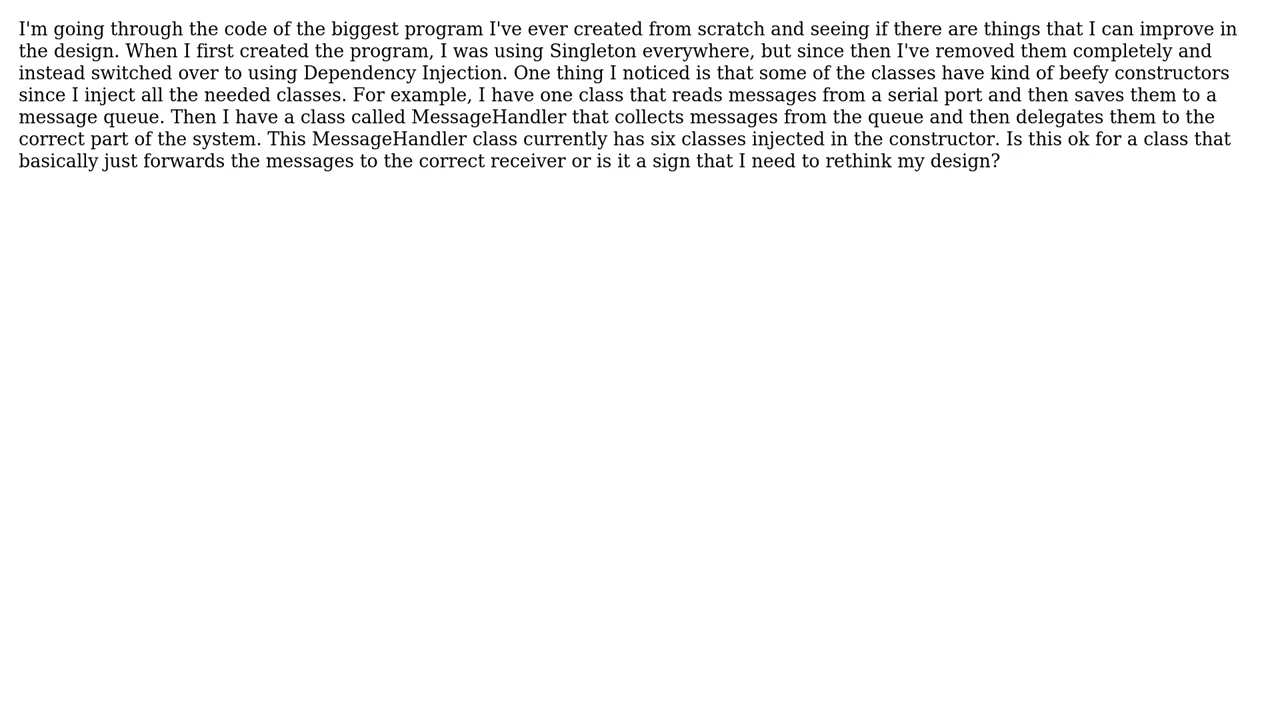 I'm going through the code of the biggest program I've ever created from scratch and seeing if there are things that I can improve in
the design. When I first created the program, I was using Singleton everywhere, but since then I've removed them completely and
instead switched over to using Dependency Injection. One thing I noticed is that some of the classes have kind of beefy constructors
since I inject all the needed classes. For example, I have one class that reads messages from a serial port and then saves them to a
message queue. Then I have a class called MessageHandler that collects messages from the queue and then delegates them to the
correct part of the system. This MessageHandler class currently has six classes injected in the constructor. Is this ok for a class that
basically just forwards the messages to the correct receiver or is it a sign that I need to rethink my design?